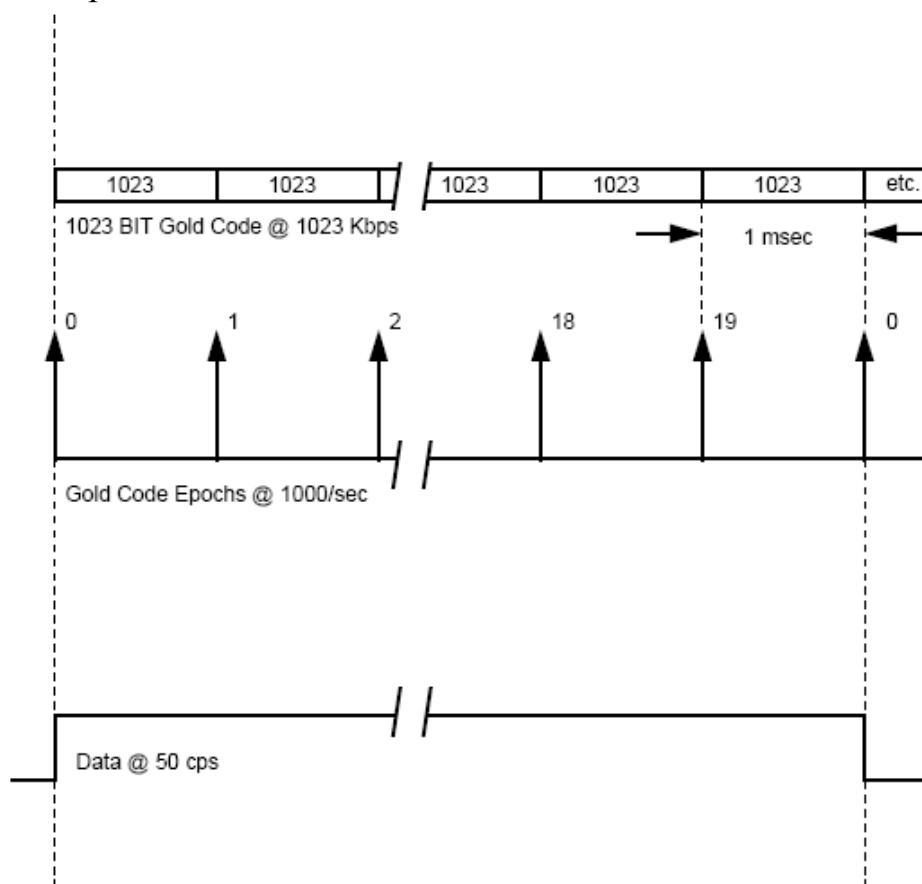 1023 1023 1023 1023 1023 etc.
1023 BIT Gold Code @ 1023 Kbps
1 msec
0 1 2 18 19 0
Gold Code Epochs @ 1000/sec
Data @ 50 cps